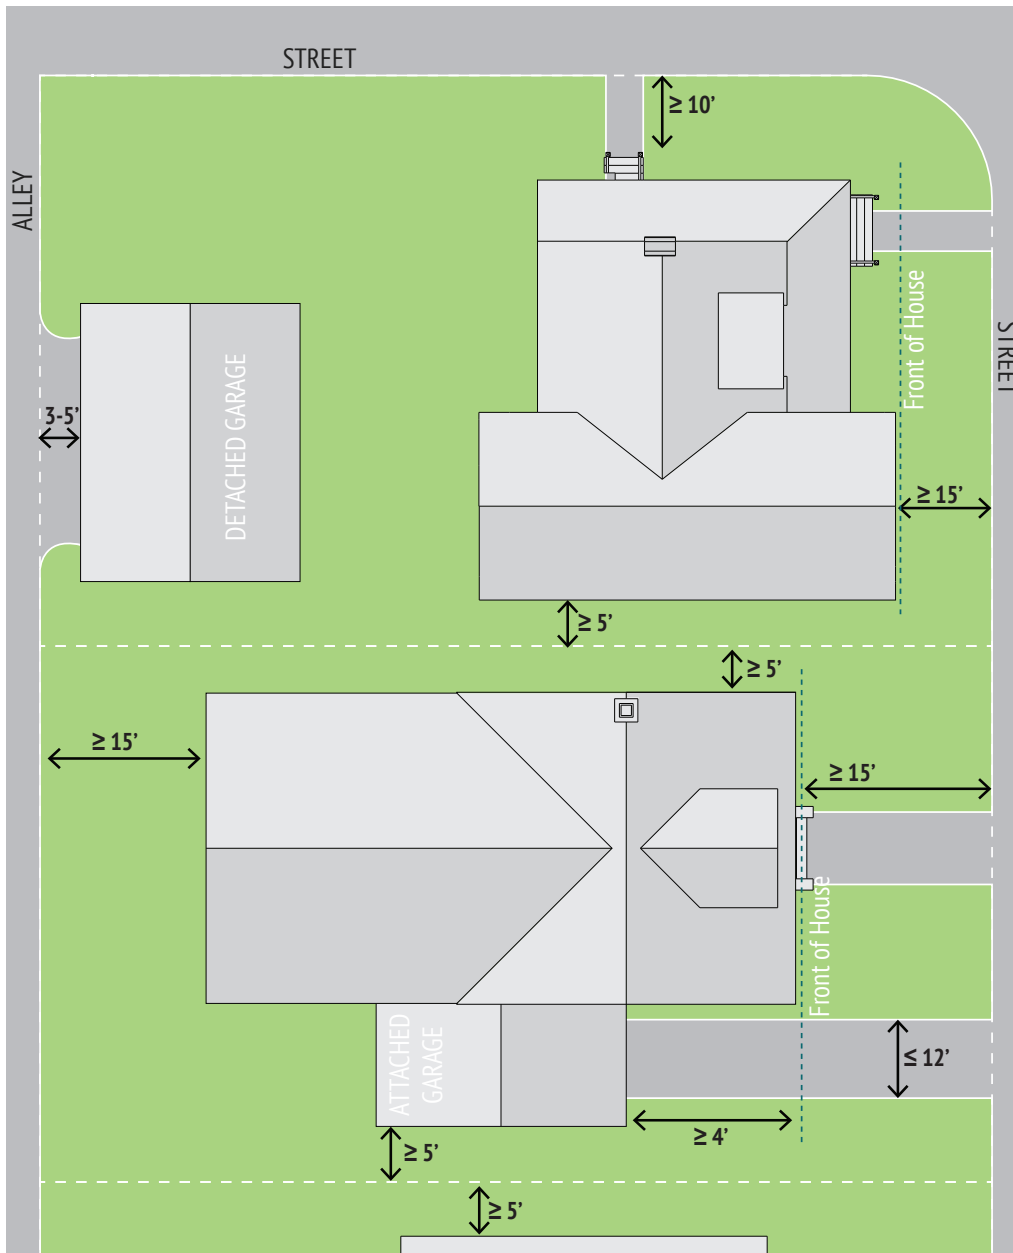 STREET
≥ 10’
ALLEY
Front of House
STREET
DETACHED GARAGE
3-5’
≥ 15’
≥ 5’
≥ 5’
≥ 15’
≥ 15’
Front of House
ATTACHED
GARAGE
≤ 12’
≥ 4’
≥ 5’
≥ 5’